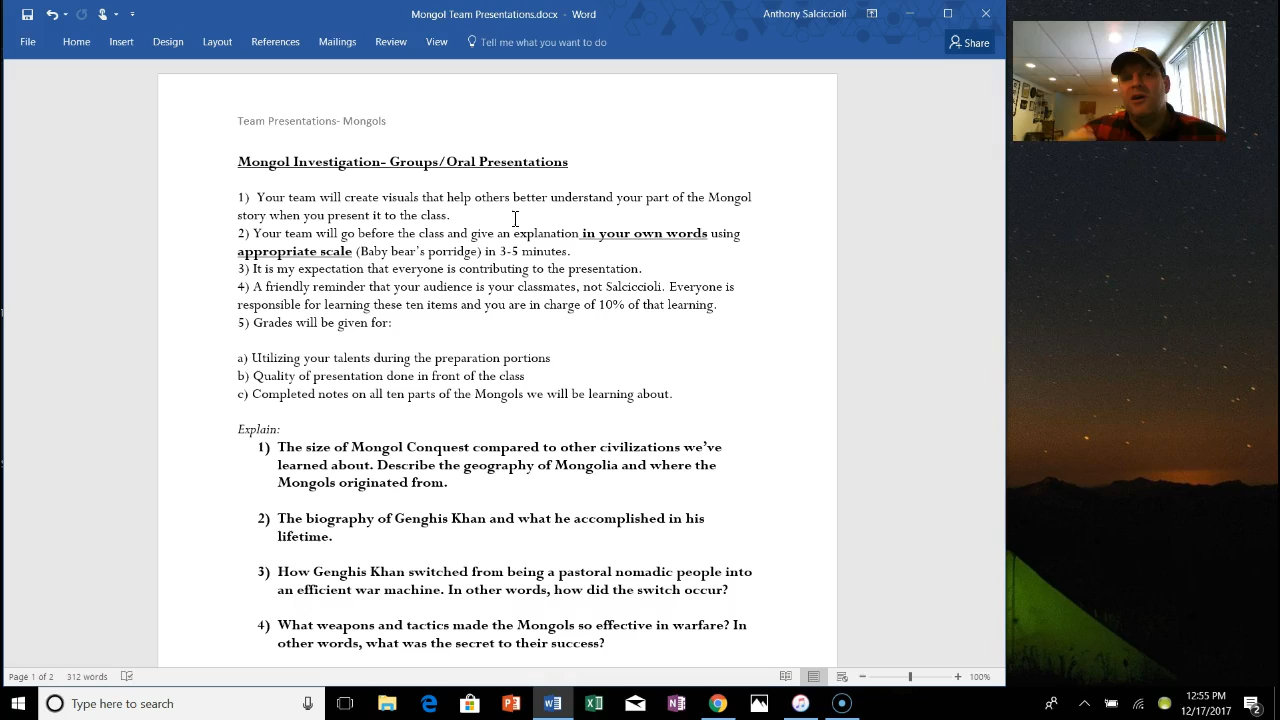 Mongol Team Presentations.docx - Word
Anthony Salciccioli
File Home Insert Design Layout References Mailings Review View Tell me what you want to do
Share
Team Presentations- Mongols
Mongol Investigation- Groups/Oral Presentations
1) Your team will create visuals that help others better understand your part of the Mongol
story when you present it to the class.
2) Your team will go before the class and give an explanation in your own words using
appropriate scale (Baby bear's porridge) in 3-5 minutes.
3) It is my expectation that everyone is contributing to the presentation.
4) A friendly reminder that your audience is your classmates, not Salciccioli. Everyone is
responsible for learning these ten items and you are in charge of 10% of that learning.
5) Grades will be given for:
a) Utilizing your talents during the preparation portions
b) Quality of presentation done in front of the class
c) Completed notes on all ten parts of the Mongols we will be learning about.
Explain:
1) The size of Mongol Conquest compared to other civilizations we've
learned about. Describe the geography of Mongolia and where the
Mongols originated from.
2) The biography of Genghis Khan and what he accomplished in his
lifetime.
3) How Genghis Khan switched from being a pastoral nomadic people into
an efficient war machine. In other words, how did the switch occur?
4) What weapons and tactics made the Mongols so effective in warfare? In
other words, what was the secret to their success?
Page 1 of 2 312 words
100%
Type here to search
12:55 PM
12/17/2017
2